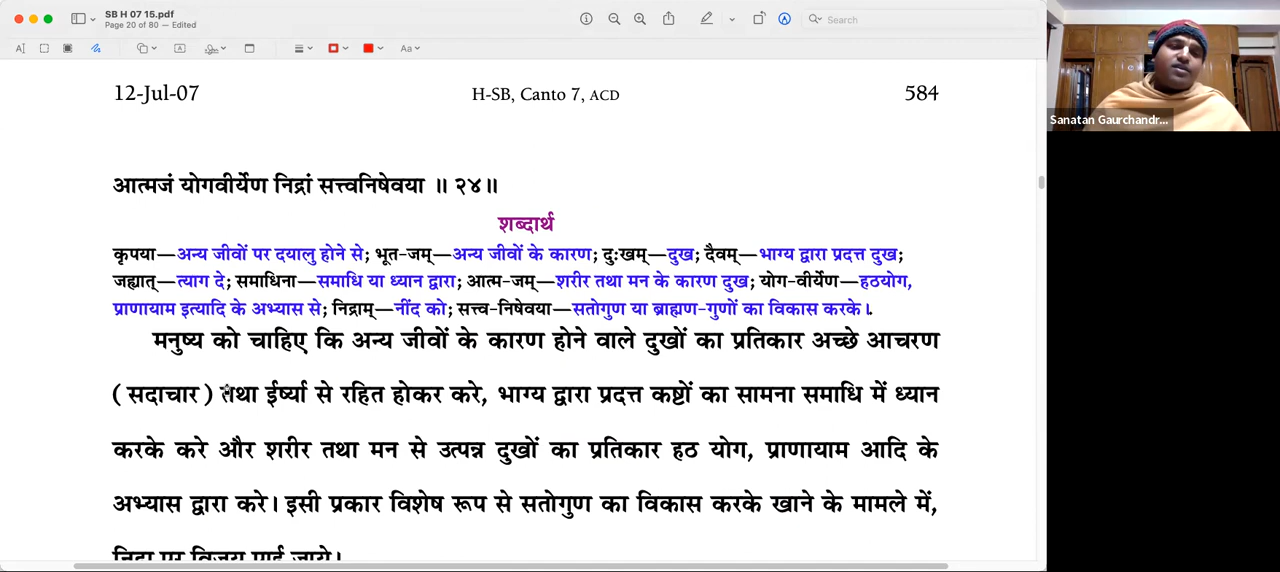 SB H 07 15.pdf
Page 20 of 80 — Edited
Search
Aa
12-Jul-07 H-SB, Canto 7, ACD 584
आत्मजं योगवीर्येण निद्रां सत्त्वनिषेवया ॥ २४॥
शब्दार्थ
कृपया—अन्य जीवों पर दयालु होने से; भूत-जम्—अन्य जीवों के कारण; दु:खम्—दुख; दैवम्—भाग्य द्वारा प्रदत्त दुख;
जह्यात्—त्याग दे; समाधिना—समाधि या ध्यान द्वारा; आत्म-जम्—शरीर तथा मन के कारण दुख; योग-वीर्येण—हठयोग,
प्राणायाम इत्यादि के अभ्यास से; निद्राम्—नींद को; सत्त्व-निषेवया—सतोगुण या ब्राह्मण-गुणों का विकास करके।.
मनुष्य को चाहिए कि अन्य जीवों के कारण होने वाले दुखों का प्रतिकार अच्छे आचरण
( सदाचार ) तथा ईर्ष्या से रहित होकर करे, भाग्य द्वारा प्रदत्त कष्टों का सामना समाधि में ध्यान
करके करे और शरीर तथा मन से उत्पन्न दुखों का प्रतिकार हठ योग, प्राणायाम आदि के
अभ्यास द्वारा करे। इसी प्रकार विशेष रूप से सतोगुण का विकास करके खाने के मामले में,
निद्रा पर विजय पाई जाये।
Sanatan Gaurchandr...